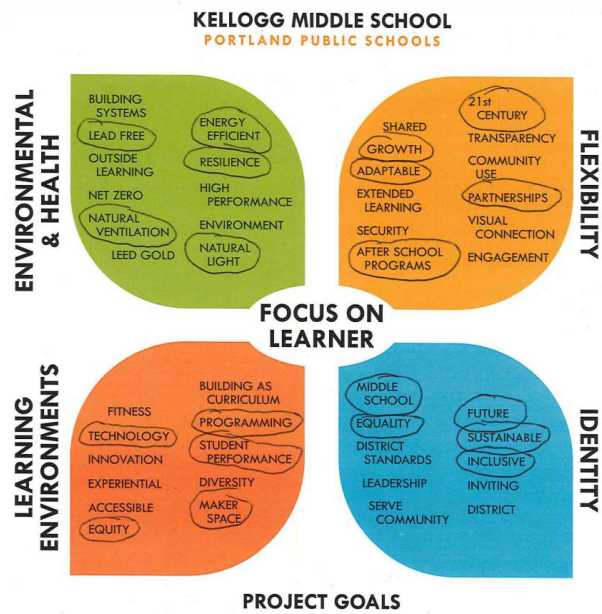 KELLOGG MIDDLE SCHOOL
PORTLAND PUBLIC SCHOOLS
ENVIRONMENTAL
& HEALTH
BUILDING
SYSTEMS
LEAD FREE
OUTSIDE
LEARNING
NET ZERO
NATURAL
VENTILATION
LEED GOLD
ENERGY
EFFICIENT
RESILIENCE
HIGH
PERFORMANCE
ENVIRONMENT
NATURAL
LIGHT
SHARED
GROWTH
ADAPTABLE
EXTENDED
LEARNING
SECURITY
AFTER SCHOOL
PROGRAMS
21st
CENTURY
TRANSPARENCY
COMMUNITY
USE
PARTNERSHIPS
VISUAL
CONNECTION
ENGAGEMENT
FLEXIBILITY
FOCUS ON
LEARNER
LEARNING
ENVIRONMENTS
FITNESS
TECHNOLOGY
INNOVATION
EXPERIENTIAL
ACCESSIBLE
EQUITY
BUILDING AS
CURRICULUM
PROGRAMMING
STUDENT
PERFORMANCE
DIVERSITY
MAKER
SPACE
MIDDLE
SCHOOL
EQUALITY
DISTRICT
STANDARDS
LEADERSHIP
SERVE
COMMUNITY
FUTURE
SUSTAINABLE
INCLUSIVE
INVITING
DISTRICT
IDENTITY
PROJECT GOALS